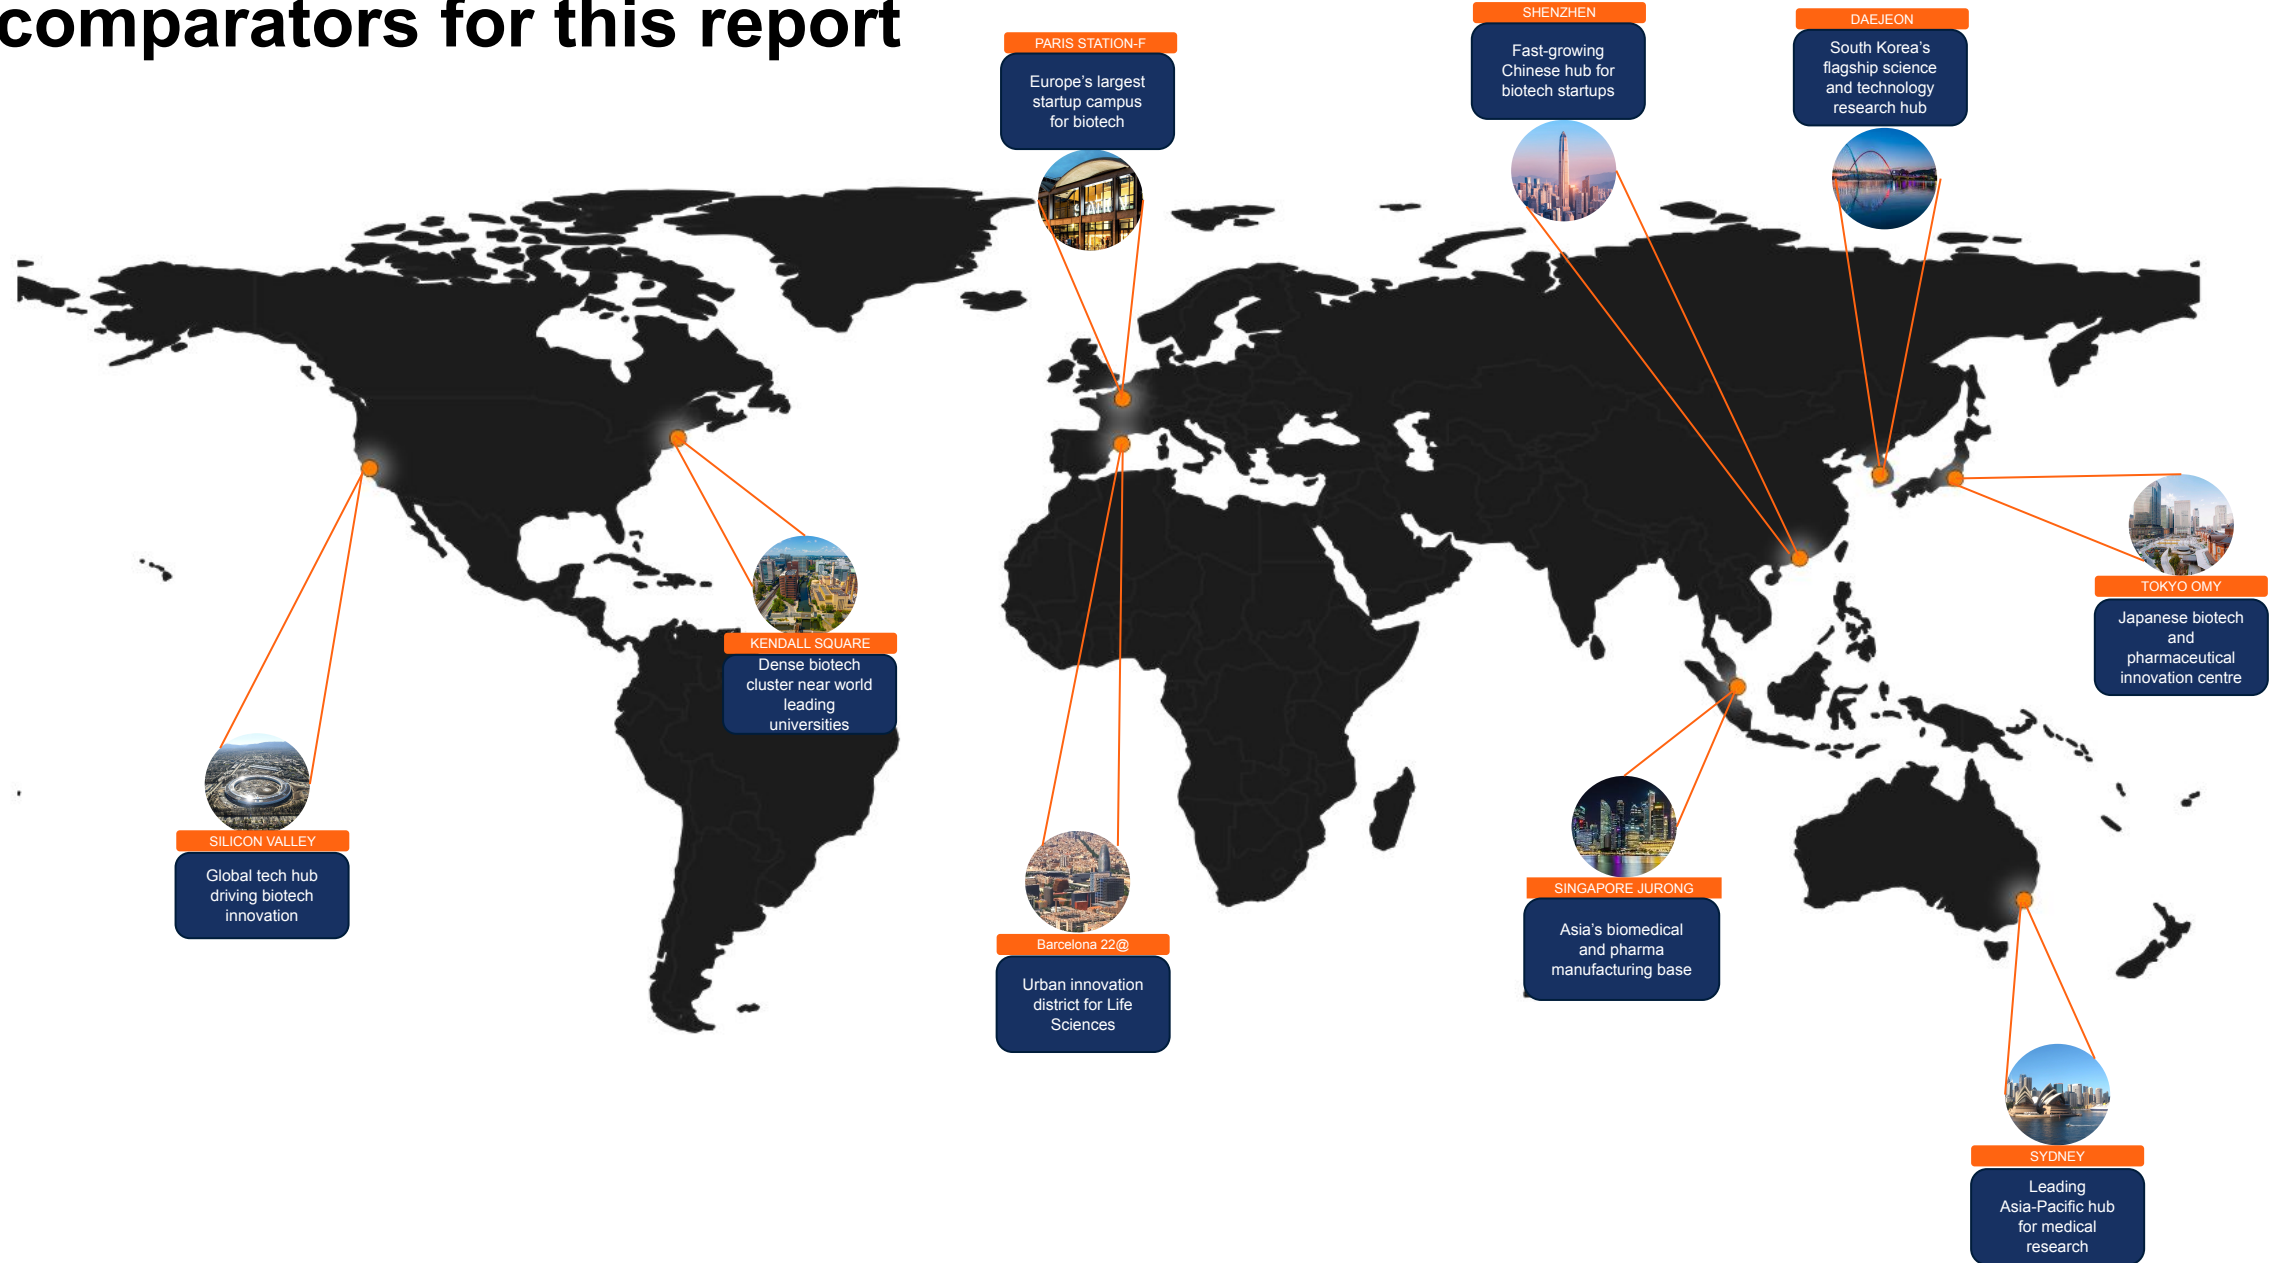 comparators for this report
PARIS STATION-F
Europe's largest
startup campus
for biotech
SHENZHEN
Fast-growing
Chinese hub for
biotech startups
DAEJEON
South Korea's
flagship science
and technology
research hub
KENDALL SQUARE
Dense biotech
cluster near world
leading
universities
TOKYO OMY
Japanese biotech
and
pharmaceutical
innovation centre
SILICON VALLEY
Global tech hub
driving biotech
innovation
Barcelona 22@
Urban innovation
district for Life
Sciences
SINGAPORE JURONG
Asia's biomedical
and pharma
manufacturing base
SYDNEY
Leading
Asia-Pacific hub
for medical
research